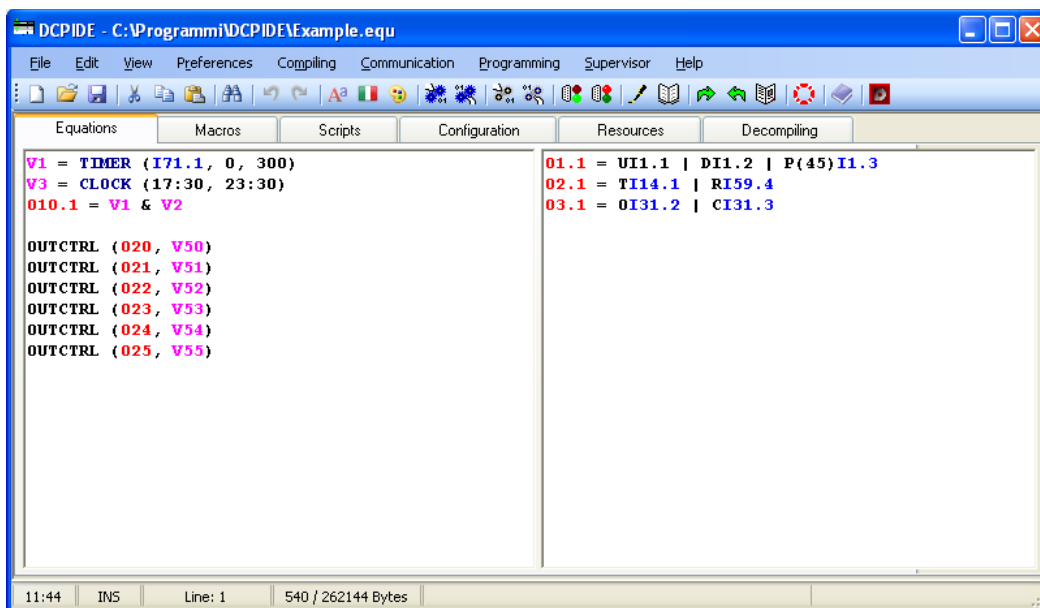 DCPIDE - C:\Programmi\DCPIDE\Example.equ
File Edit View Preferences Compiling Communication Programming Supervisor Help
Equations Macros Scripts Configuration Resources Decompiling
V1 = TIMER (I71.1, 0, 300)
V3 = CLOCK (17:30, 23:30)
O10.1 = V1 & V2
OUTCTRL (O20, V50)
OUTCTRL (O21, V51)
OUTCTRL (O22, V52)
OUTCTRL (O23, V53)
OUTCTRL (O24, V54)
OUTCTRL (O25, V55)
O1.1 = UI1.1 | DI1.2 | P(45)I1.3
O2.1 = TI14.1 | RI59.4
O3.1 = OI31.2 | CI31.3
11:44 INS Line: 1 540 / 262144 Bytes